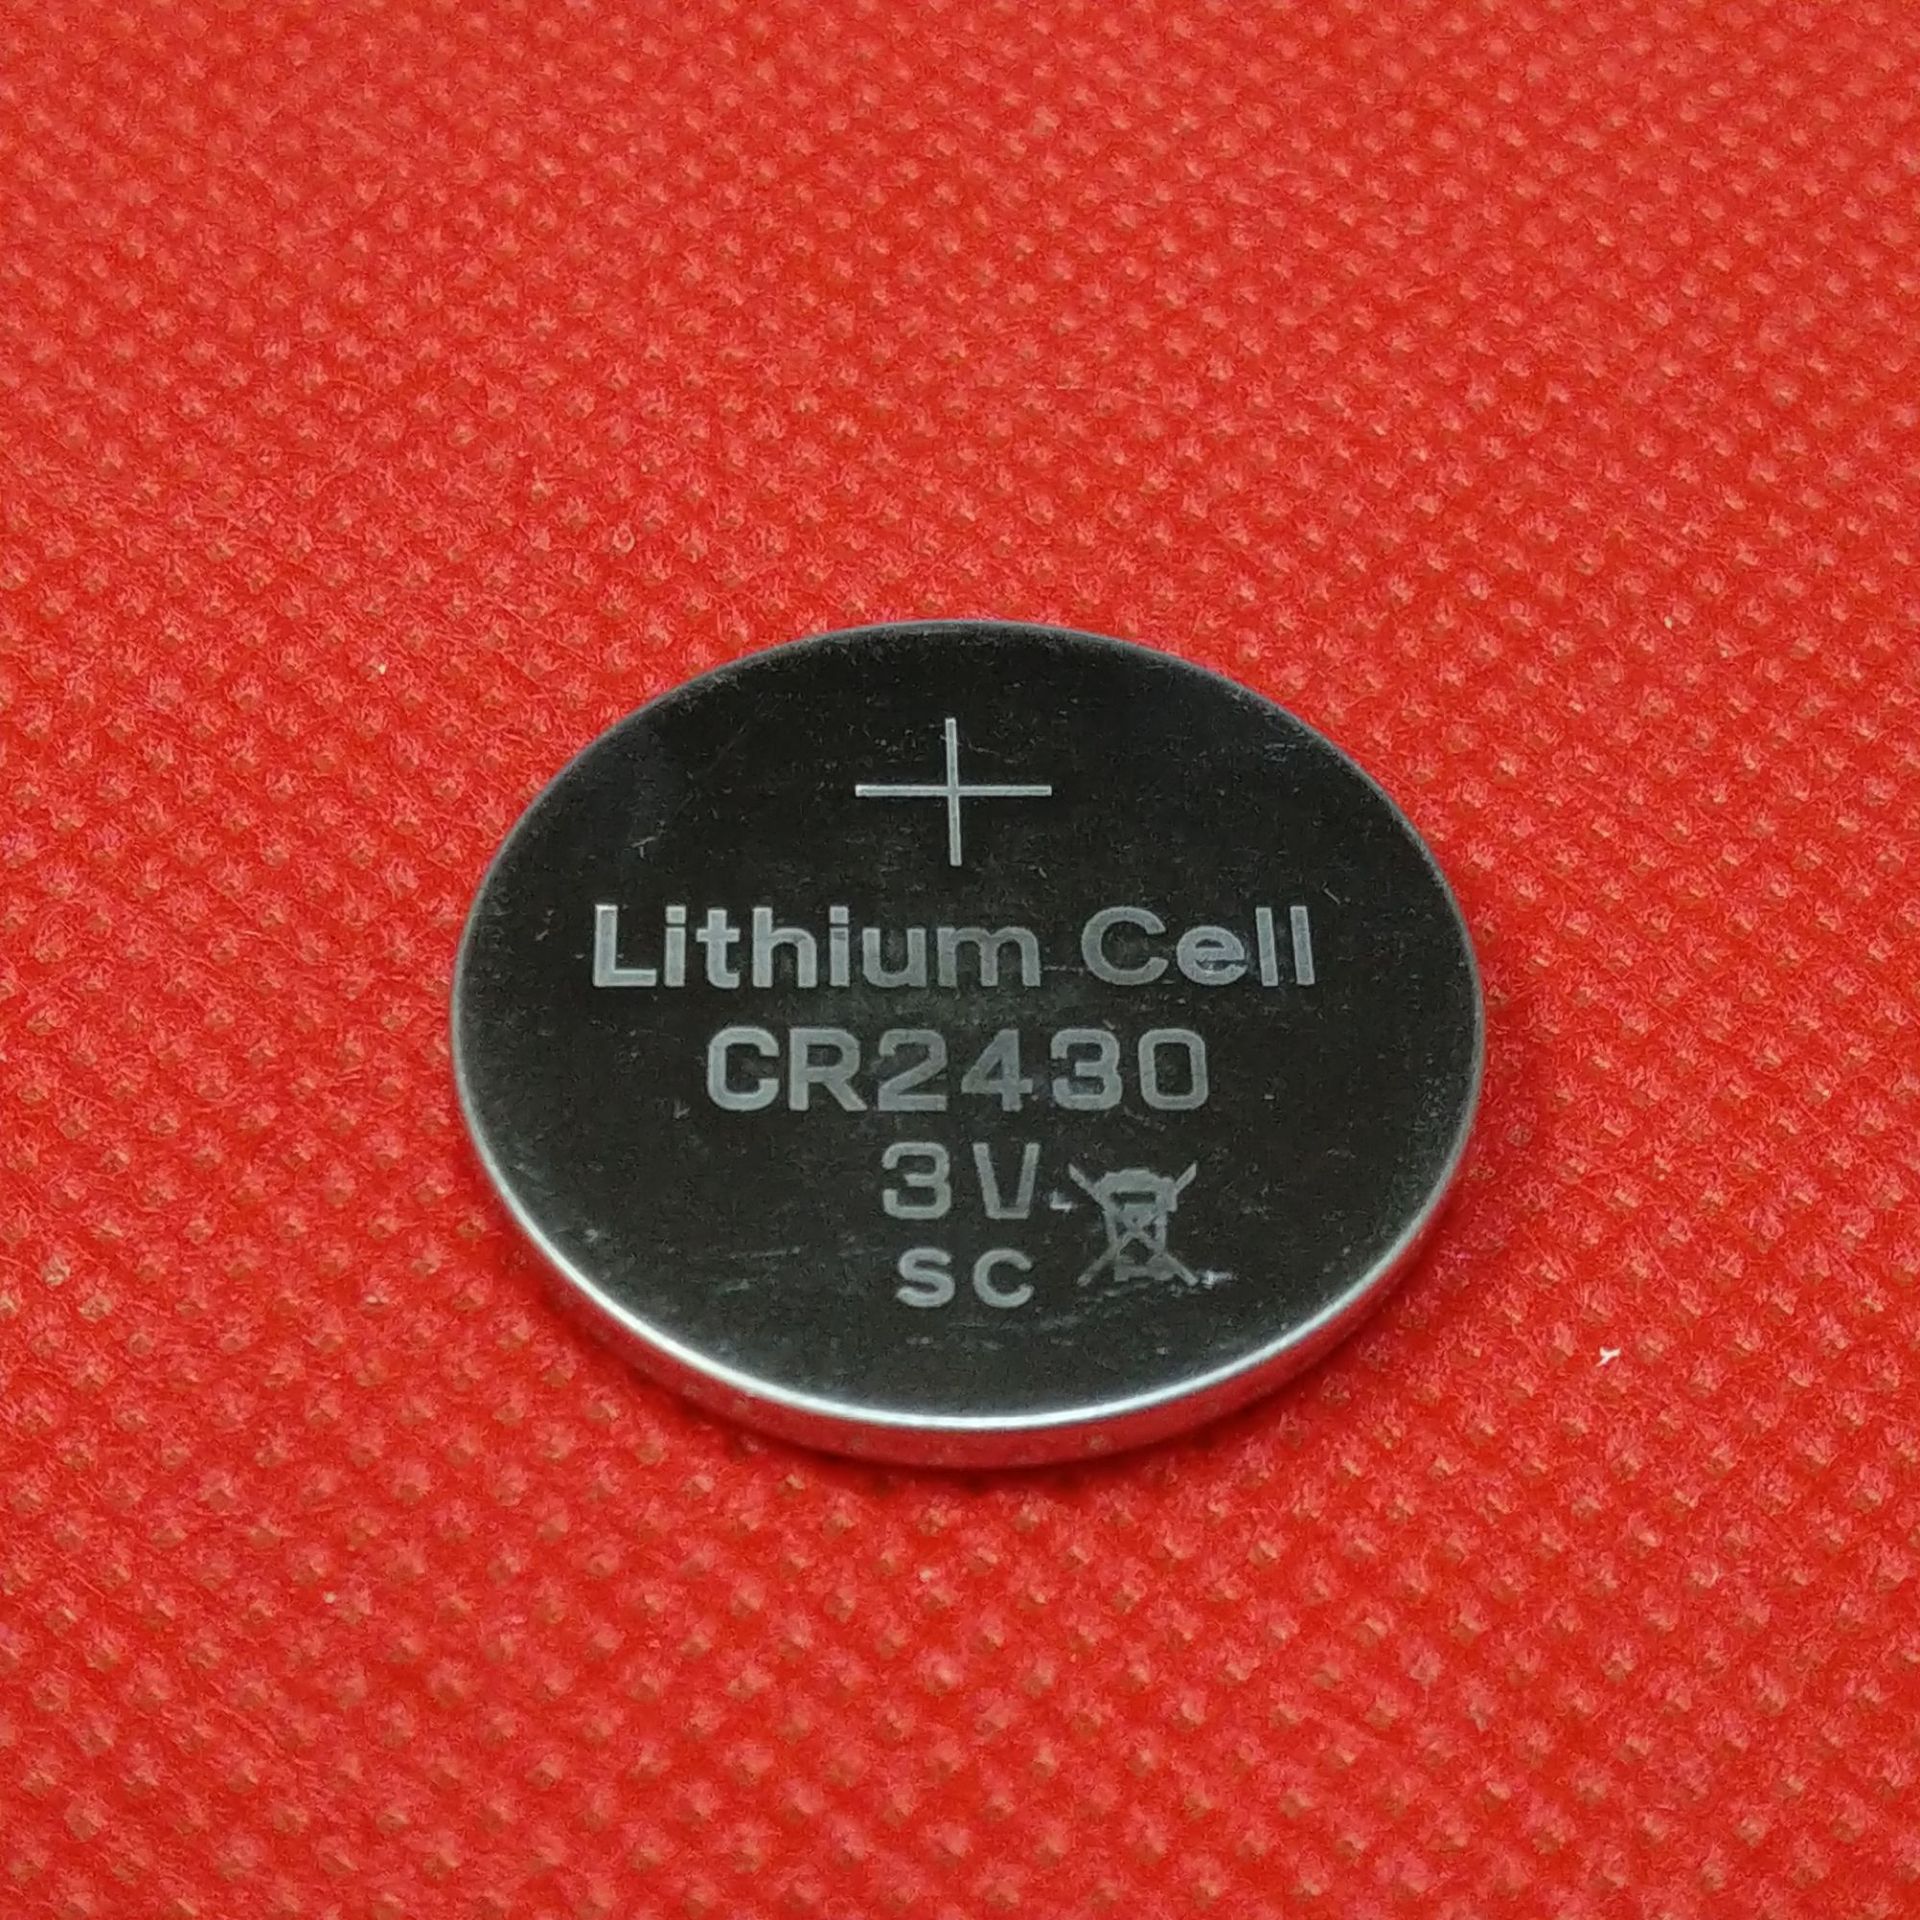 +
Lithium Cell
CR2430
3V
SC